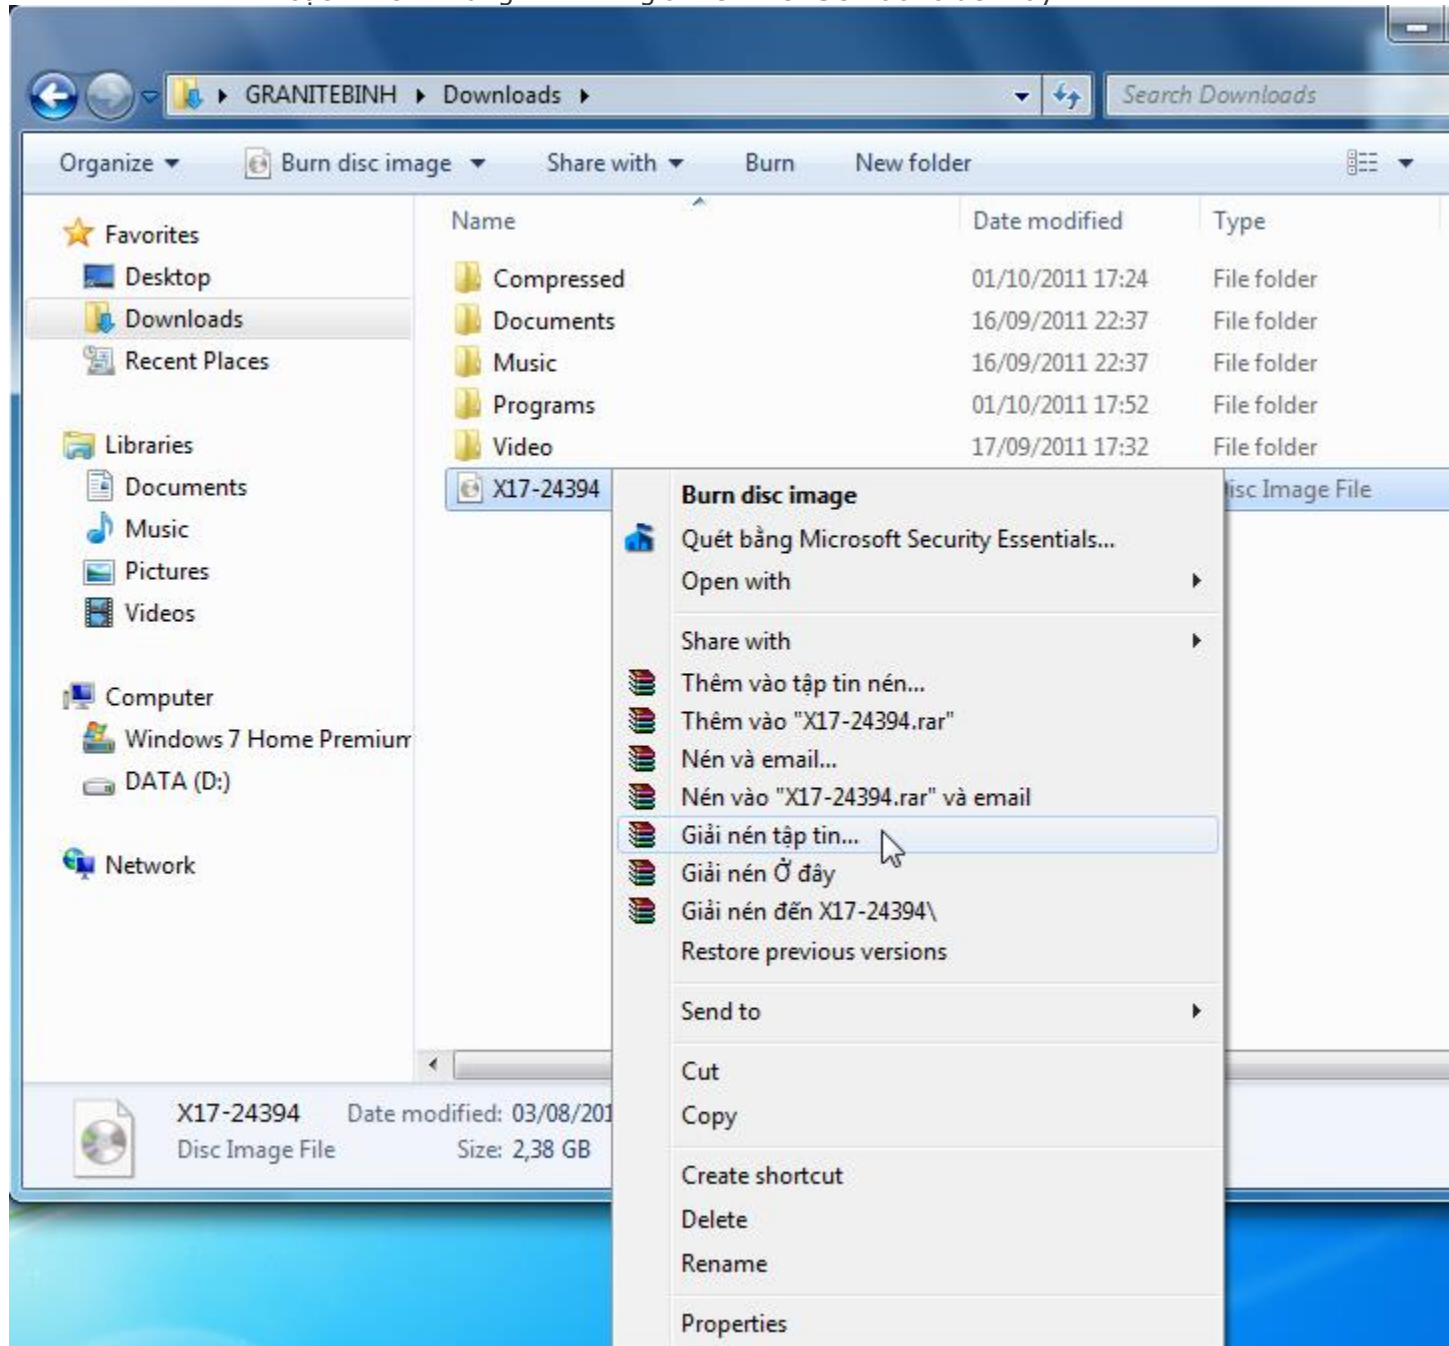 GRANITEBINH Downloads
Search Downloads
Organize Burn disc image Share with Burn New folder
Name Date modified Type
Favorites
Desktop
Downloads
Recent Places
Libraries
Documents
Music
Pictures
Videos
Computer
Windows 7 Home Premium
DATA (D:)
Network
Compressed 01/10/2011 17:24 File folder
Documents 16/09/2011 22:37 File folder
Music 16/09/2011 22:37 File folder
Programs 01/10/2011 17:52 File folder
Video 17/09/2011 17:32 File folder
X17-24394 Disc Image File
Burn disc image
Quét bằng Microsoft Security Essentials...
Open with
Share with
Thêm vào tập tin nén...
Thêm vào "X17-24394.rar"
Nén và email...
Nén vào "X17-24394.rar" và email
Giải nén tập tin...
Giải nén Ở đây
Giải nén đến X17-24394\
Restore previous versions
Send to
Cut
Copy
Create shortcut
Delete
Rename
Properties
X17-24394 Date modified: 03/08/201
Disc Image File Size: 2,38 GB